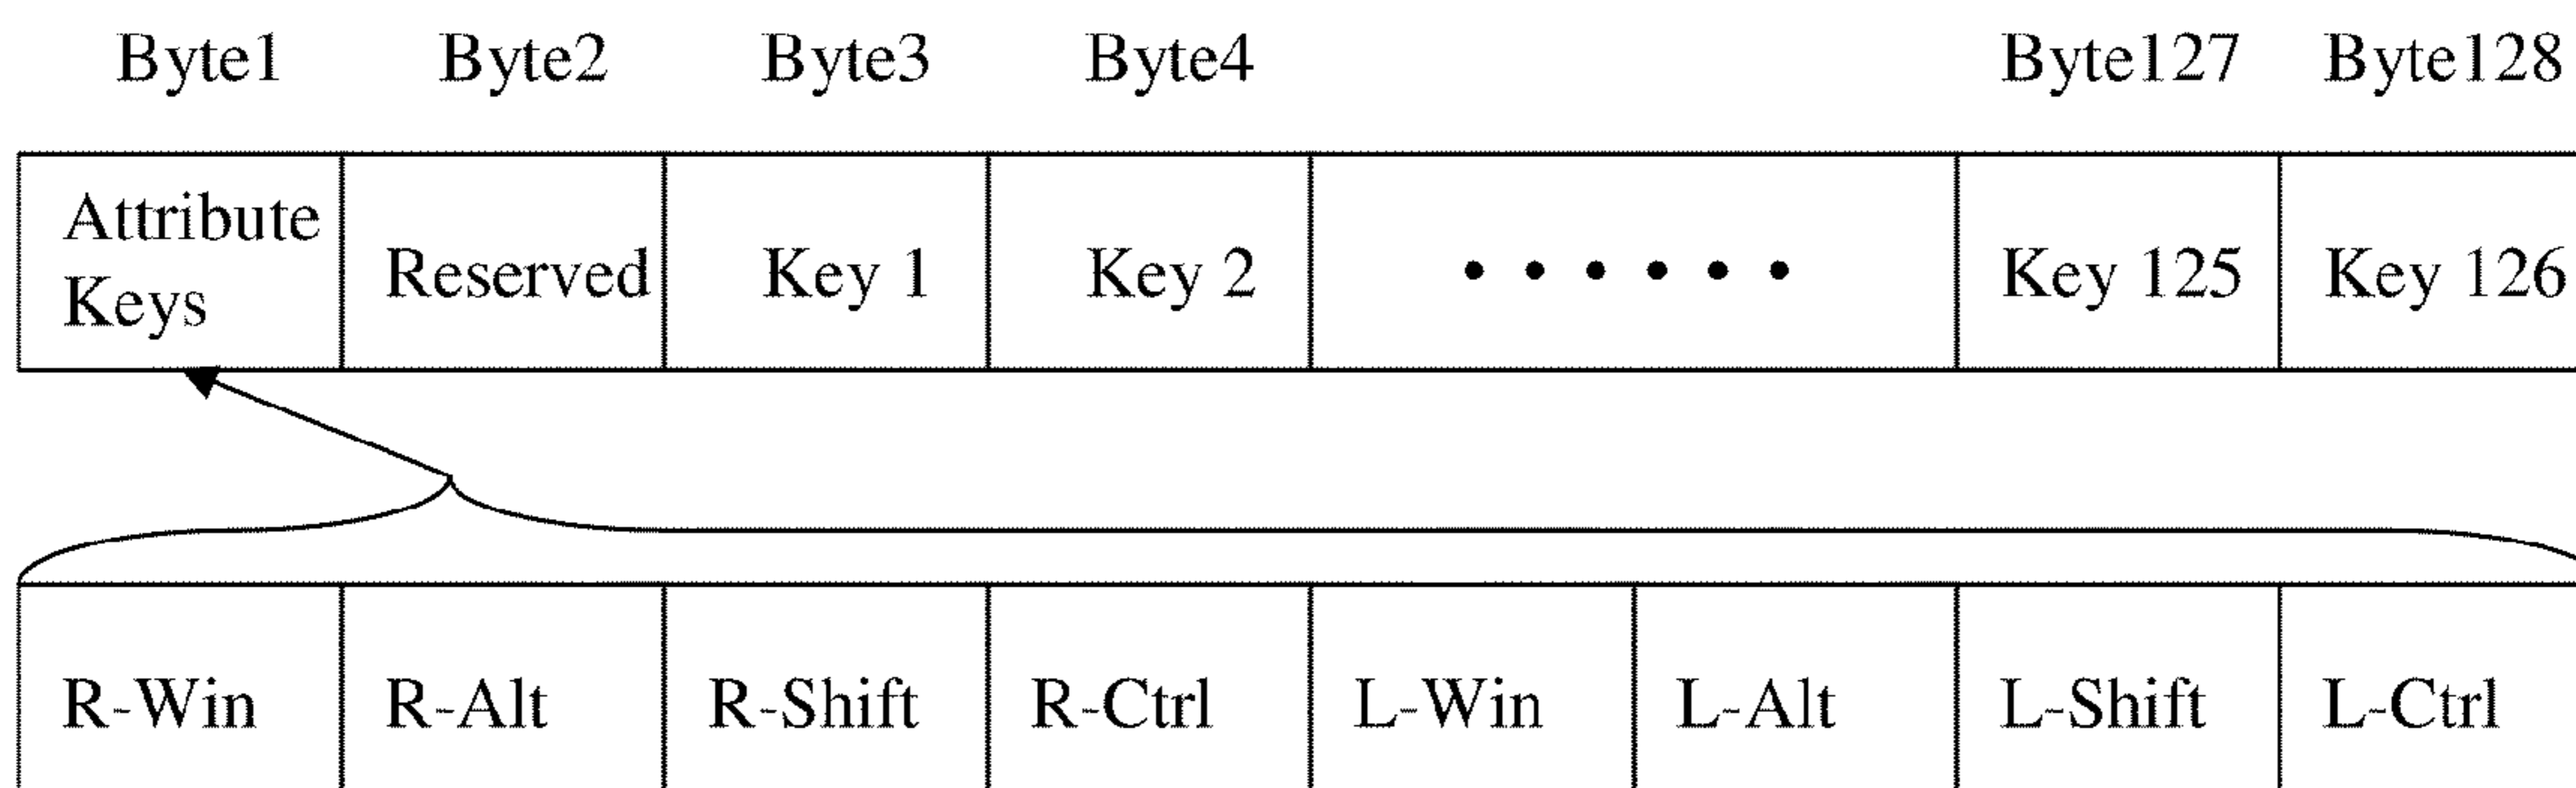 Byte1 Byte2 Byte3 Byte4 Byte127 Byte128
Attribute Keys Reserved Key 1 Key 2 ...... Key 125 Key 126
R-Win R-Alt R-Shift R-Ctrl L-Win L-Alt L-Shift L-Ctrl